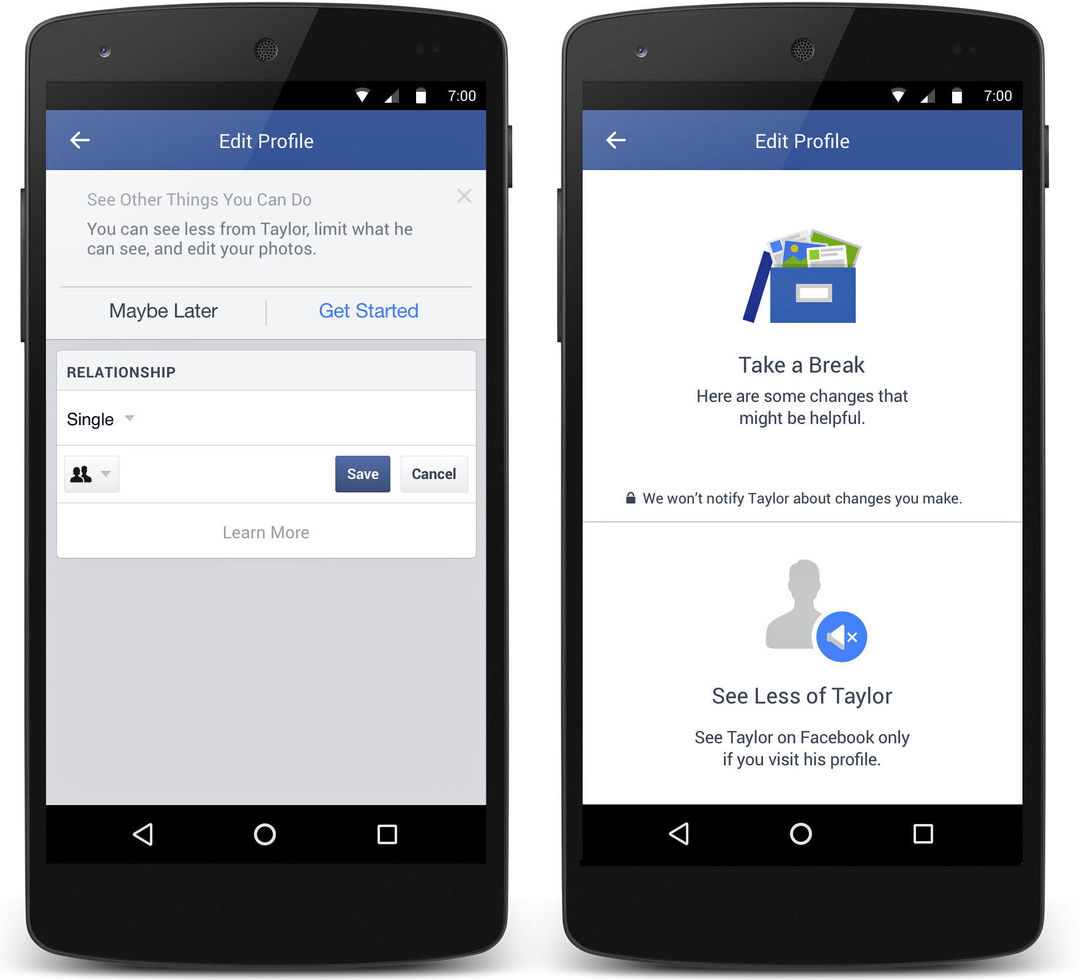 7:00
Edit Profile
See Other Things You Can Do
You can see less from Taylor, limit what he
can see, and edit your photos.
Maybe Later
Get Started
RELATIONSHIP
Single
Save
Cancel
Learn More
7:00
Edit Profile
Take a Break
Here are some changes that
might be helpful.
We won’t notify Taylor about changes you make.
See Less of Taylor
See Taylor on Facebook only
if you visit his profile.